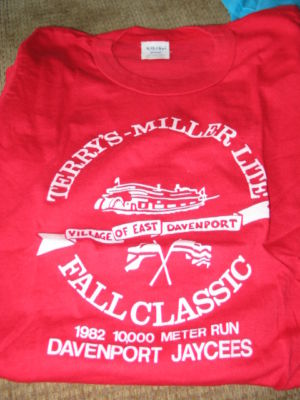 TERRY'S-MILLER LITE
VILLAGE OF EAST DAVENPORT
FALL CLASSIC
1982 10,000 METER RUN
DAVENPORT JAYCEES